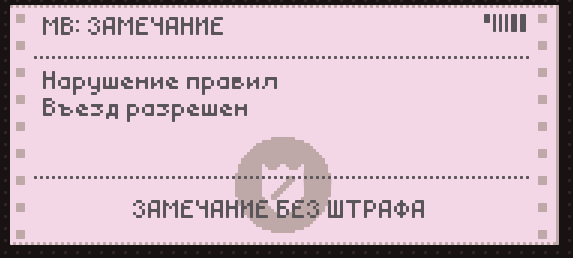 МВ: ЗАМЕЧАНИЕ
Нарушение правил
Въезд разрешен
ЗАМЕЧАНИЕ БЕЗ ШТРАФА